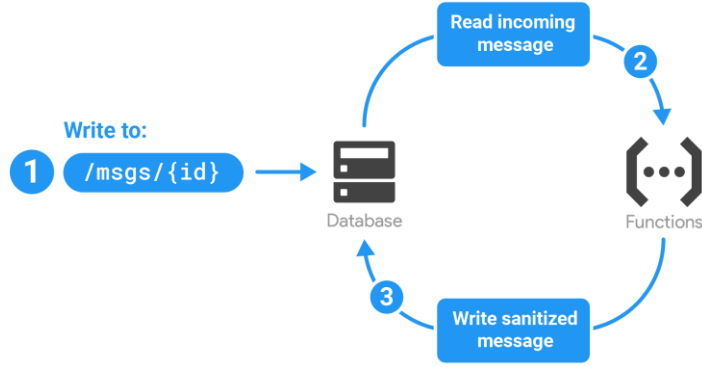 Read incoming
message
2
Write to:
1
/msgs/{id}
Database
Functions
3
Write sanitized
message